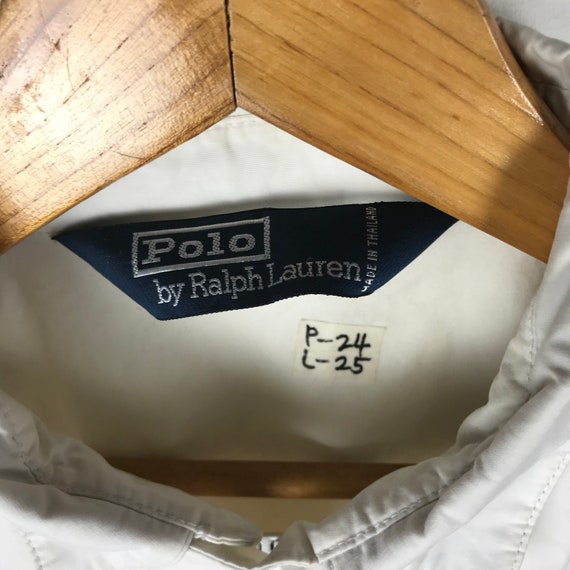 Polo
by Ralph Lauren
MADE IN THAILAND
P-24
L-25